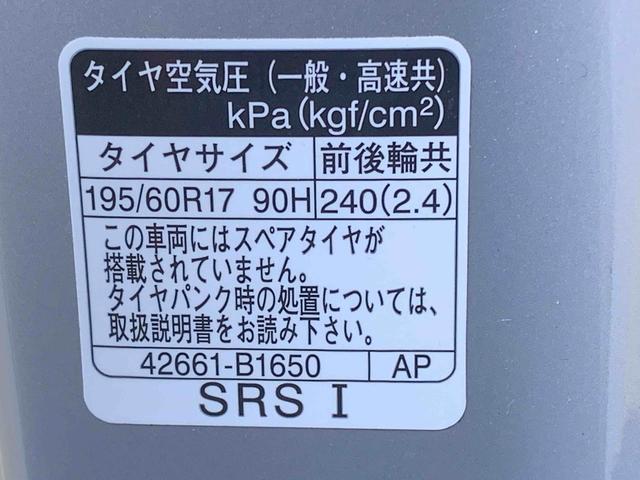 タイヤ空気圧（一般・高速共）
kPa(kgf/cm²)
タイヤサイズ 前後輪共
195/60R17 90H 240(2.4)
この車両にはスペアタイヤが
搭載されていません。
タイヤパンク時の処置については、
取扱説明書をお読み下さい。
42661-B1650 AP
SRS I